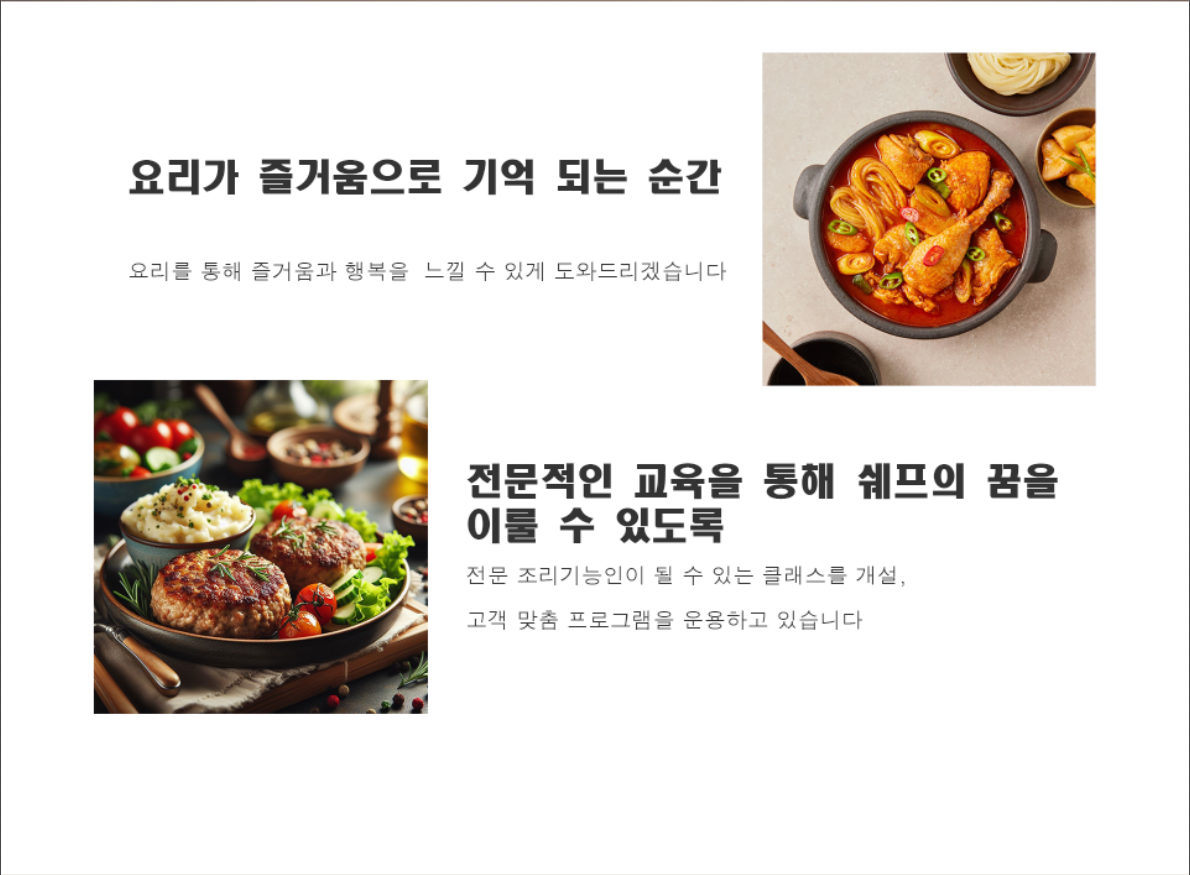 요리가 즐거움으로 기억 되는 순간
요리를 통해 즐거움과 행복을 느낄 수 있게 도와드리겠습니다
전문적인 교육을 통해 쉐프의 꿈을
이룰 수 있도록
전문 조리기능인이 될 수 있는 클래스를 개설,
고객 맞춤 프로그램을 운용하고 있습니다